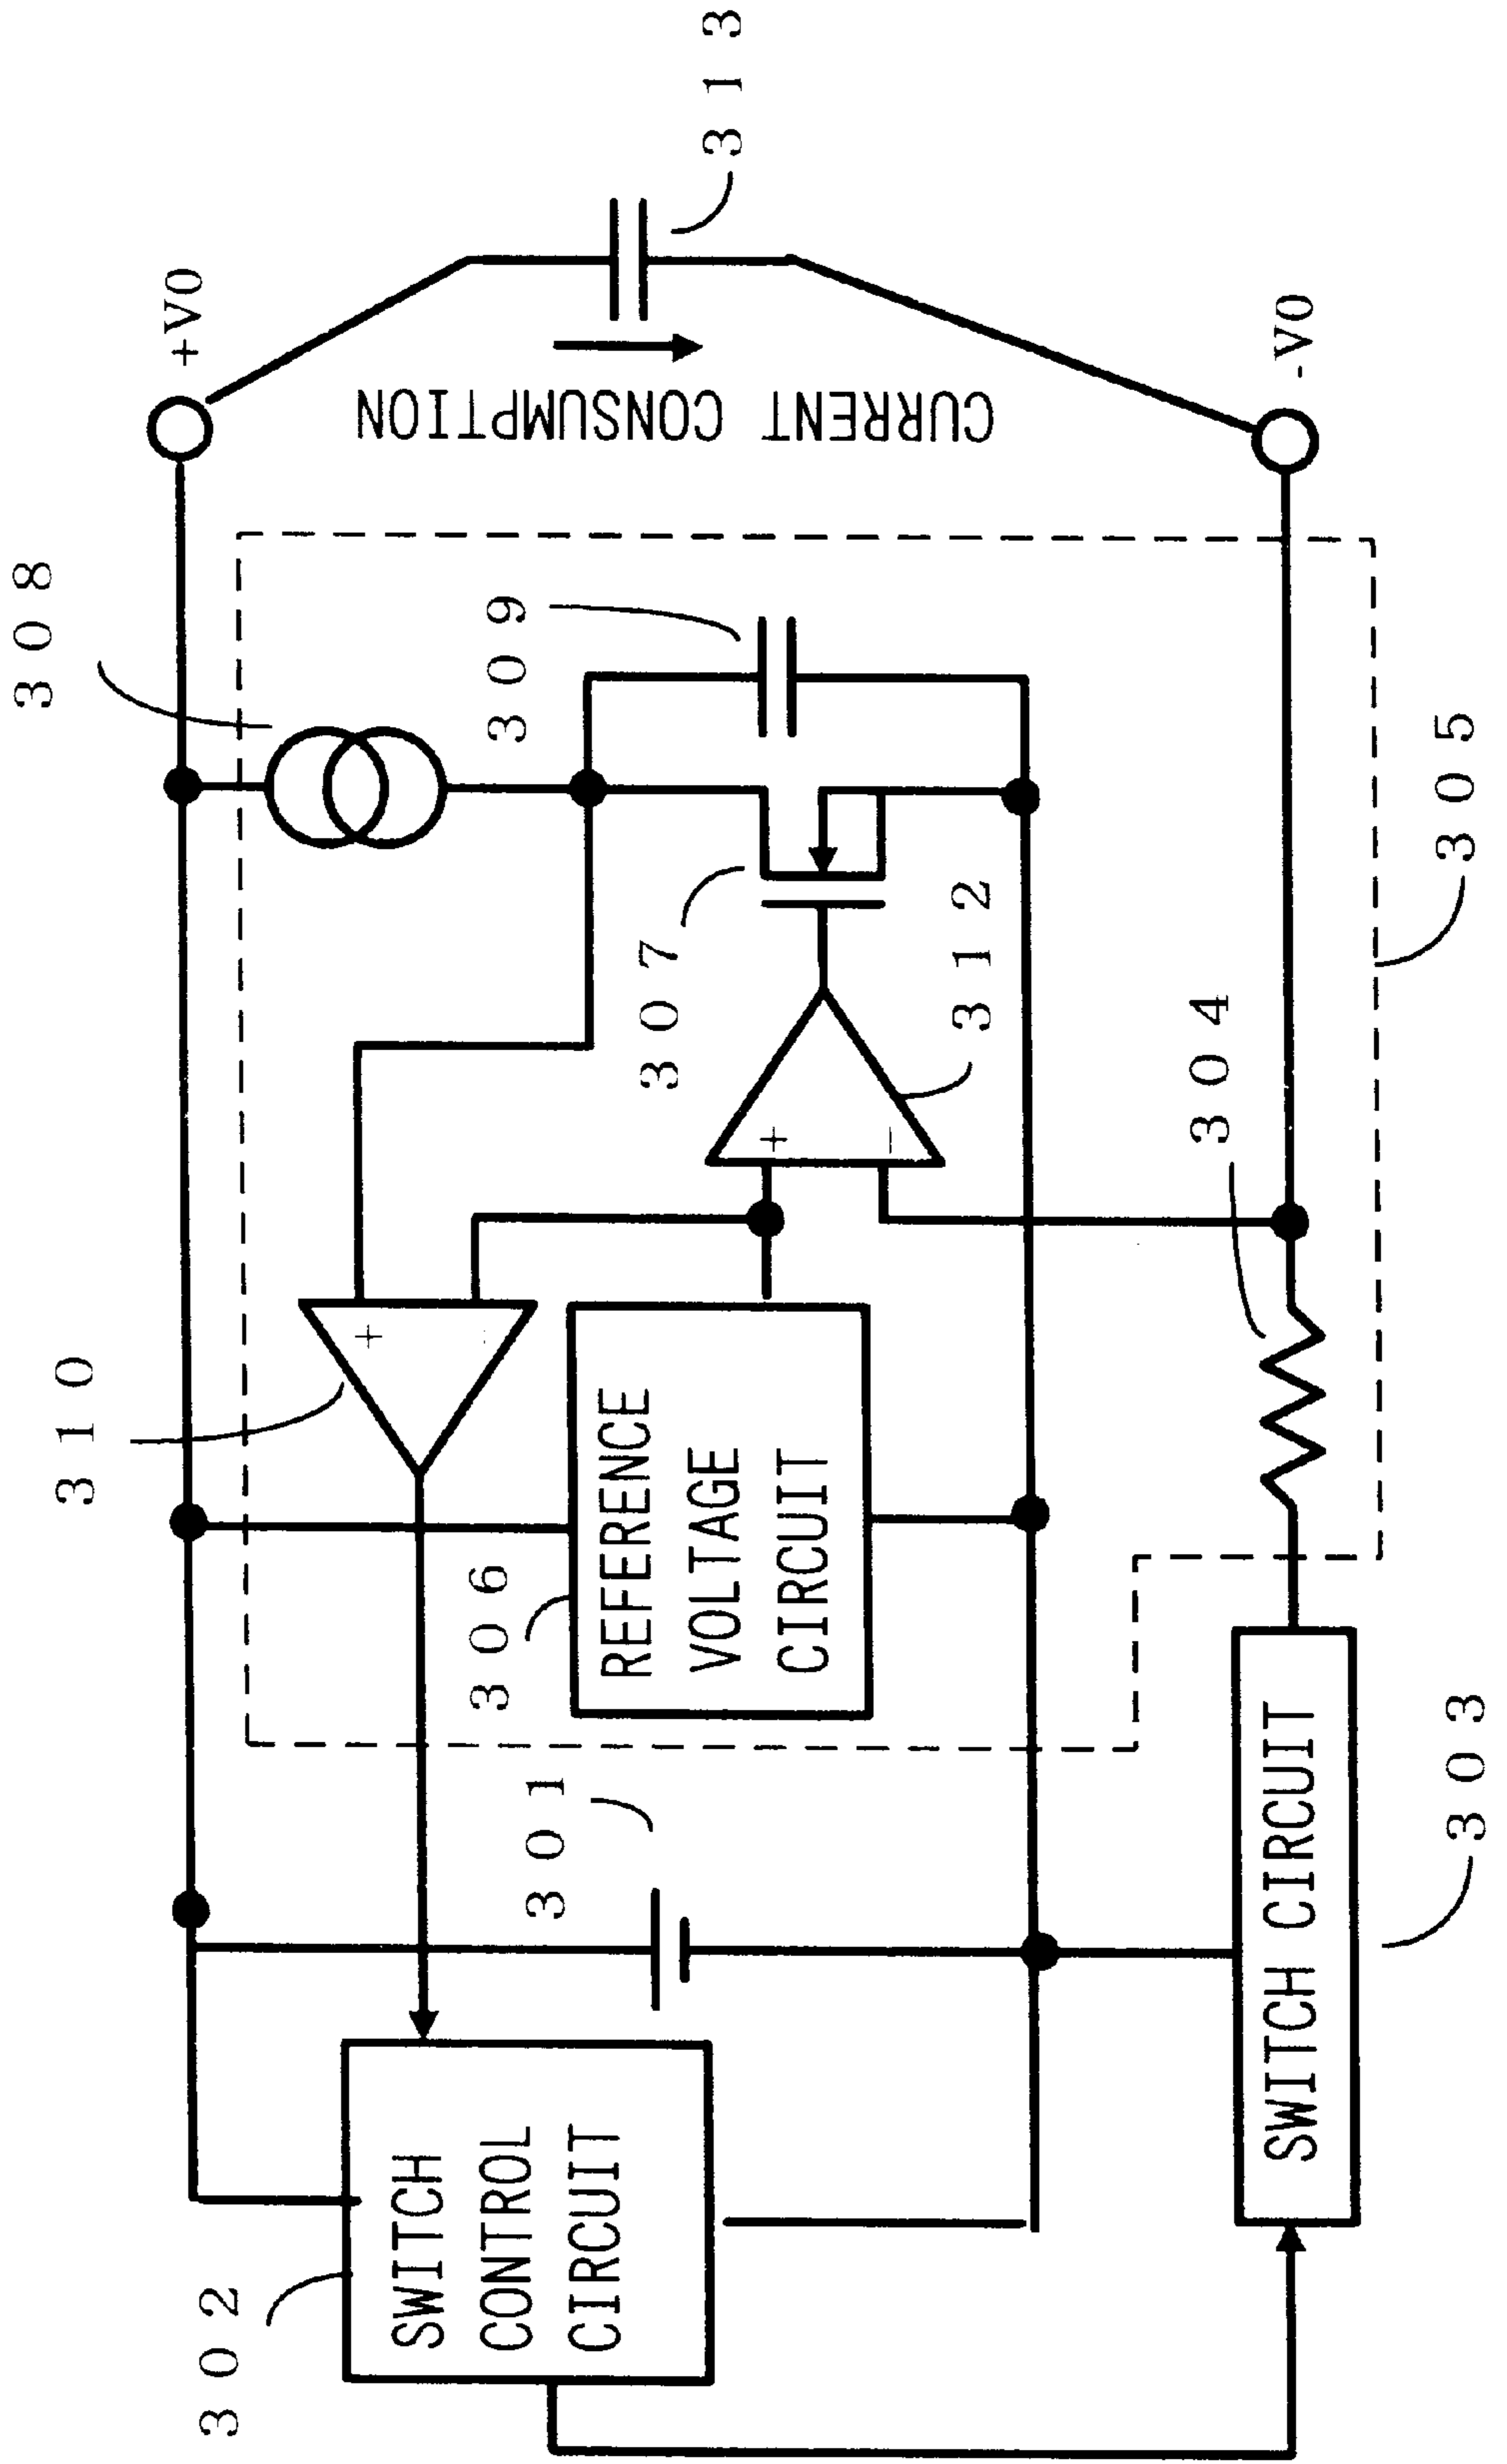 302
SWITCH
CONTROL
CIRCUIT
301
310
306
REFERENCE
VOLTAGE
CIRCUIT
+
+
−
312
307
308
309
304
305
303
SWITCH CIRCUIT
+V0
CURRENT CONSUMPTION
313
-V0